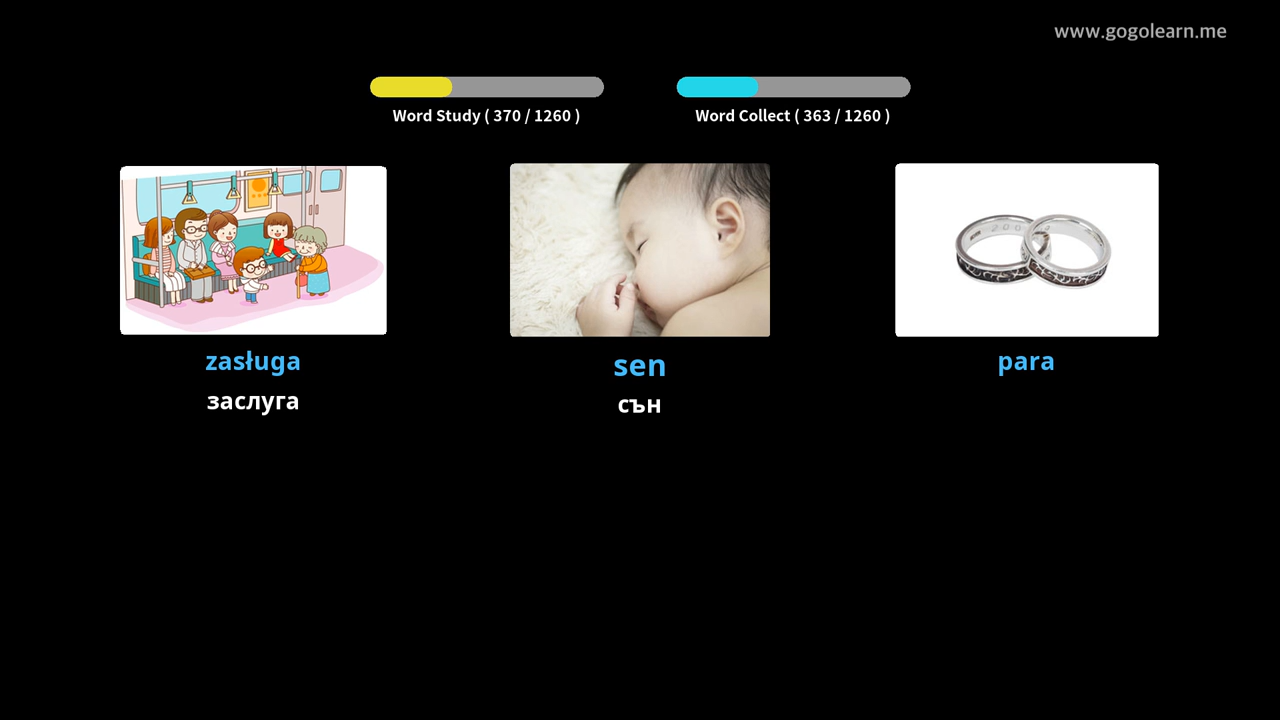 www.gogolearn.me
Word Study ( 370 / 1260 )
Word Collect ( 363 / 1260 )
zasługa
заслуга
sen
сън
para